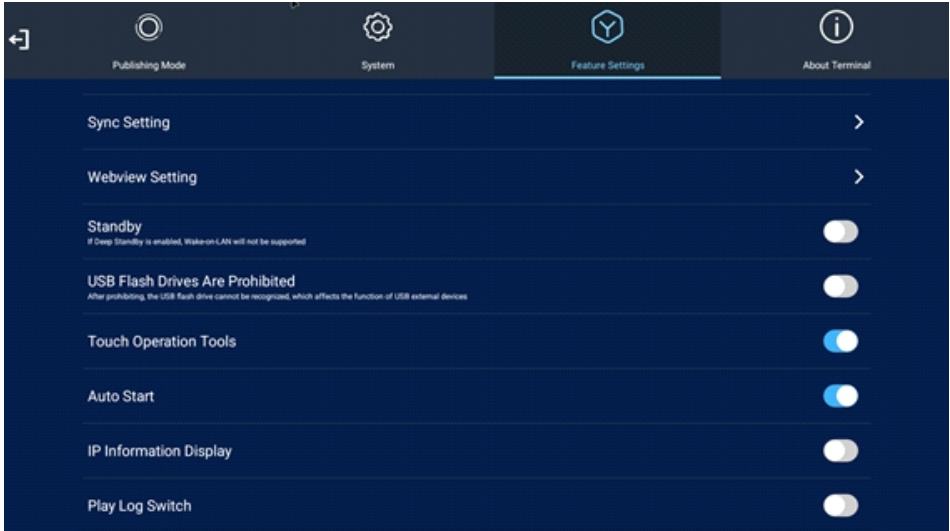 Publishing Mode
System
Feature Settings
About Terminal
Sync Setting
Webview Setting
Standby
If Deep Standby is enabled, Wake-on-LAN will not be supported
USB Flash Drives Are Prohibited
After prohibiting, the USB flash drive cannot be recognized, which affects the function of USB external devices
Touch Operation Tools
Auto Start
IP Information Display
Play Log Switch